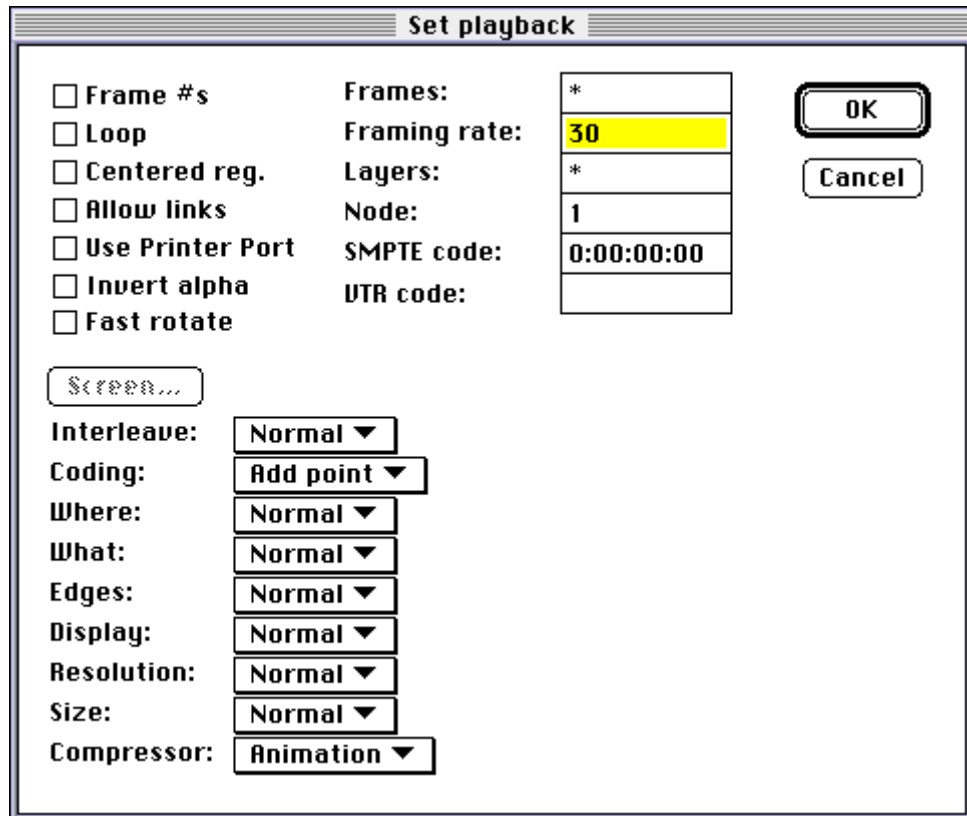 Set playback
Frame #s
Loop
Centered reg.
Allow links
Use Printer Port
Invert alpha
Fast rotate
Frames: *
Framing rate: 30
Layers: *
Node: 1
SMPTE code: 0:00:00:00
VTR code:
OK
Cancel
Screen...
Interleave: Normal
Coding: Add point
Where: Normal
What: Normal
Edges: Normal
Display: Normal
Resolution: Normal
Size: Normal
Compressor: Animation